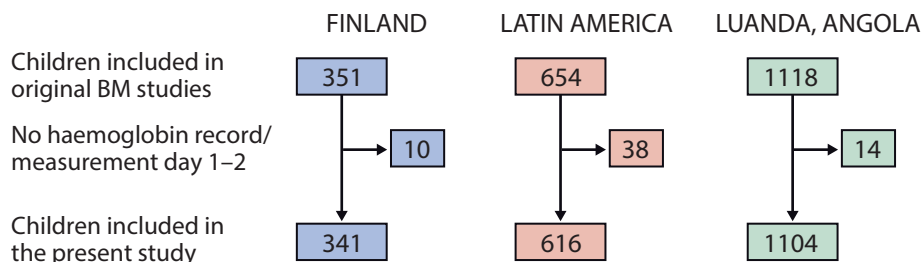 FINLAND LATIN AMERICA LUANDA, ANGOLA
Children included in
original BM studies
351 654 1118
No haemoglobin record/
measurement day 1–2
10 38 14
Children included in
the present study
341 616 1104